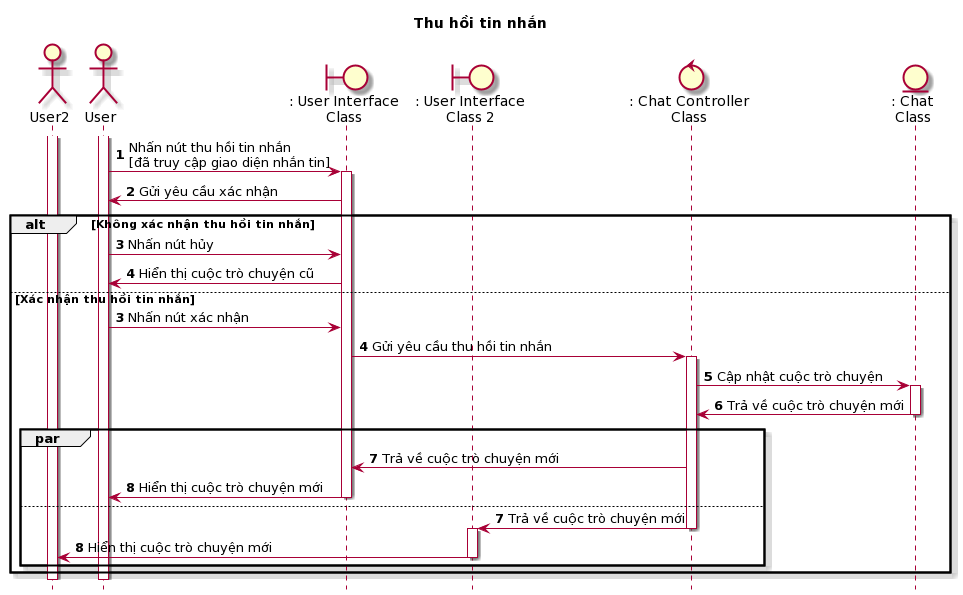 Thu hồi tin nhắn
User2
User
: User Interface
Class
: User Interface
Class 2
: Chat Controller
Class
: Chat
Class
1 Nhấn nút thu hồi tin nhắn
[đã truy cập giao diện nhắn tin]
2 Gửi yêu cầu xác nhận
alt [Không xác nhận thu hồi tin nhắn]
3 Nhấn nút hủy
4 Hiển thị cuộc trò chuyện cũ
[Xác nhận thu hồi tin nhắn]
3 Nhấn nút xác nhận
4 Gửi yêu cầu thu hồi tin nhắn
5 Cập nhật cuộc trò chuyện
6 Trả về cuộc trò chuyện mới
par
7 Trả về cuộc trò chuyện mới
8 Hiển thị cuộc trò chuyện mới
7 Trả về cuộc trò chuyện mới
8 Hiển thị cuộc trò chuyện mới